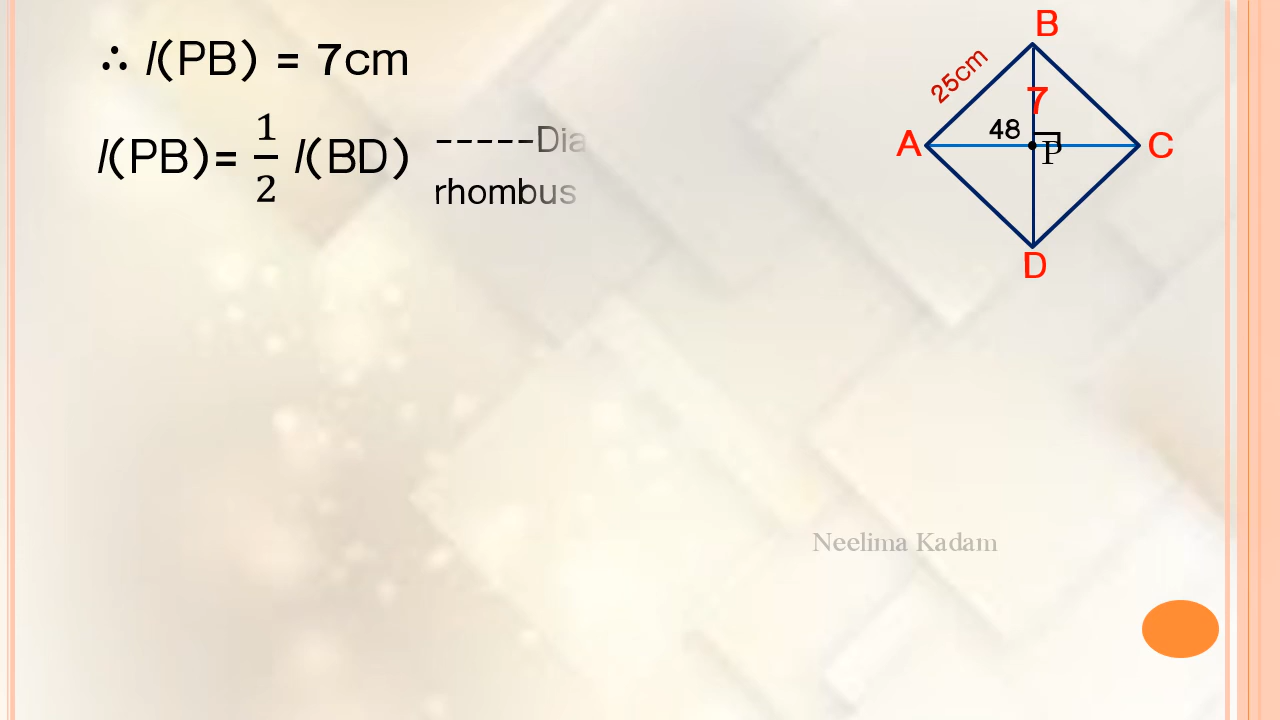 ∴ l(PB) = 7cm
l(PB)= 1/2 l(BD) -----Dia
rhombus
B
25cm
7
48
A
P
C
D
Neelima Kadam